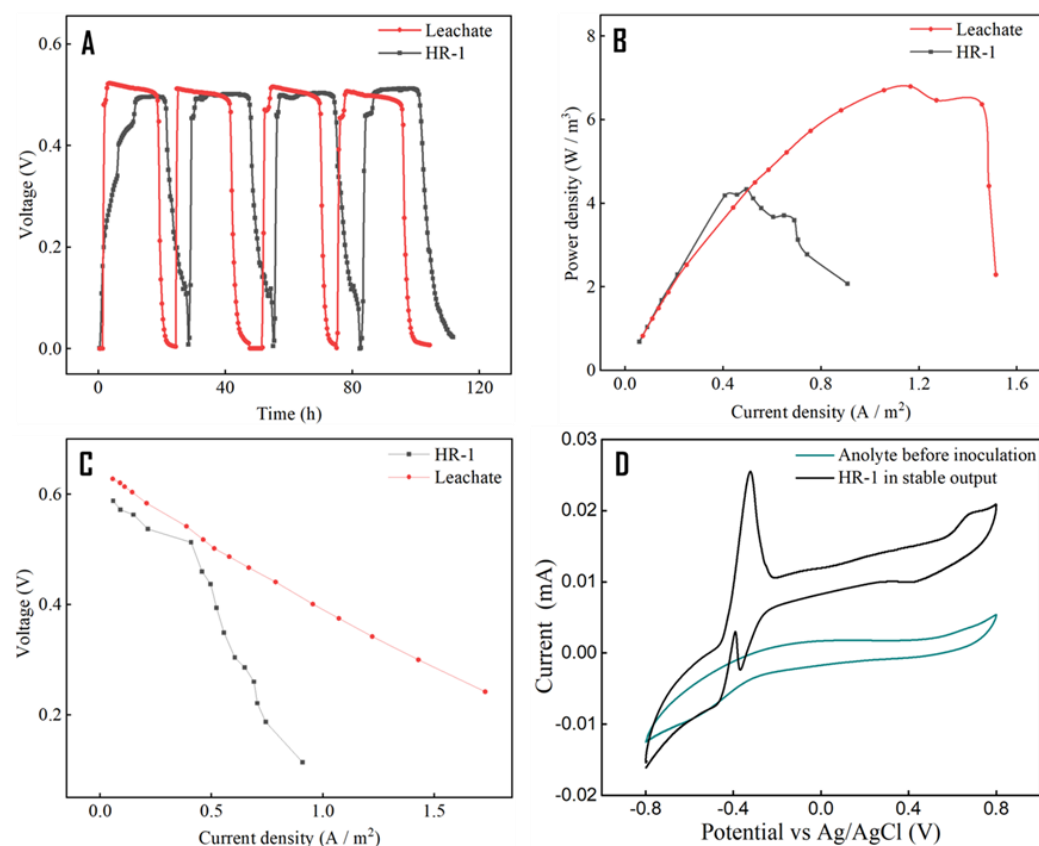 A
Leachate
HR-1
0.6
0.4
0.2
0.0
Voltage (V)
0
40
80
120
Time (h)
B
Leachate
HR-1
8
6
4
2
0
Power density (W / m³)
0.0
0.4
0.8
1.2
1.6
Current density (A / m²)
C
HR-1
Leachate
0.6
0.4
0.2
Voltage (V)
0.0
0.5
1.0
1.5
Current density (A / m²)
D
Anolyte before inoculation
HR-1 in stable output
0.03
0.02
0.01
0.00
-0.01
-0.02
Current (mA)
-0.8
-0.4
0.0
0.4
0.8
Potential vs Ag/AgCl (V)